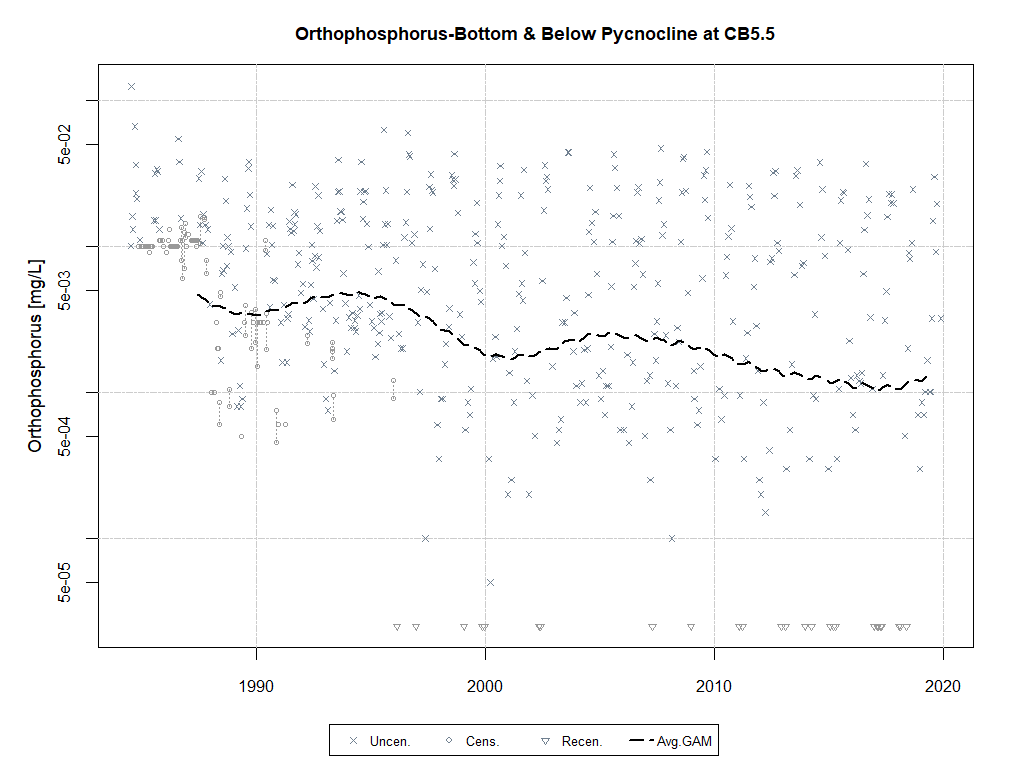 Orthophosphorus-Bottom & Below Pycnocline at CB5.5
Orthophosphorus [mg/L]
5e-02
5e-03
5e-04
5e-05
1990
2000
2010
2020
Uncen.
Cens.
Recen.
Avg.GAM